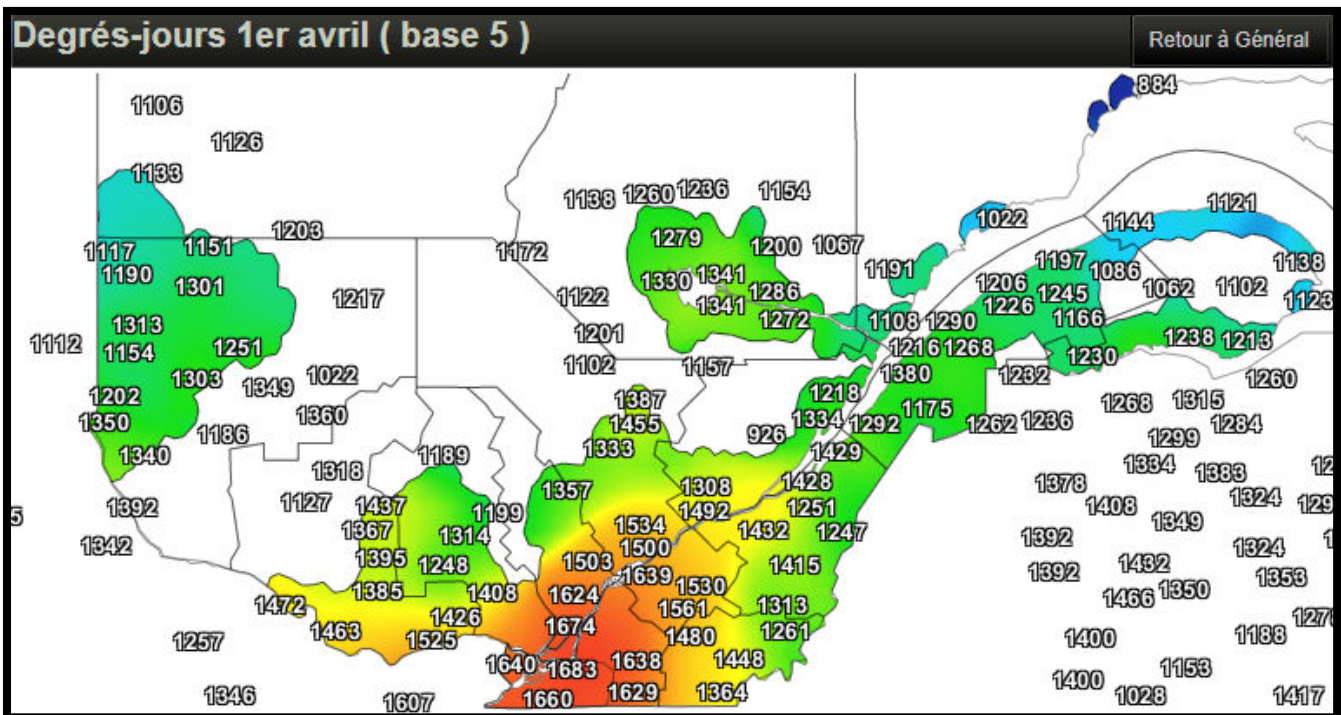 Degrés-jours 1er avril ( base 5 )
Retour à Général
884
1106
1126
1133
1138 1260 1236 1154
1121
1022 1144
1203
1279
1117 1151 1172 1200 1067
1197 1138
1190 1301 1330 1341 1191 1206 1086
1217 1122 1341 1286 1226 1245 1062 1102 1123
1313 1201 1272 1108 1290 1166
1112 1154 1251 1216 1268 1230 1238 1213
1303 1349 1022 1102 1157 1380 1232 1260
1202 1387 1218
1350 1186 1360 1455 1334 1292 1175 1262 1236 1268 1315
926 1299 1284
1340 1318 1189 1333 1429 1334 1383
1392 1127 1437 1199 1357 1308 1428 1378 1324
1492 1251 1408
1342 1367 1314 1534 1432 1247 1392 1349
1395 1248 1503 1500 1415 1392 1432 1324
1639 1353
1472 1385 1408 1624 1530 1313 1466 1350
1426 1561
1257 1463 1525 1674 1480 1261 1400 1188
1640 1683 1638 1448 1400 1153
1346 1607 1660 1629 1364 1028 1417